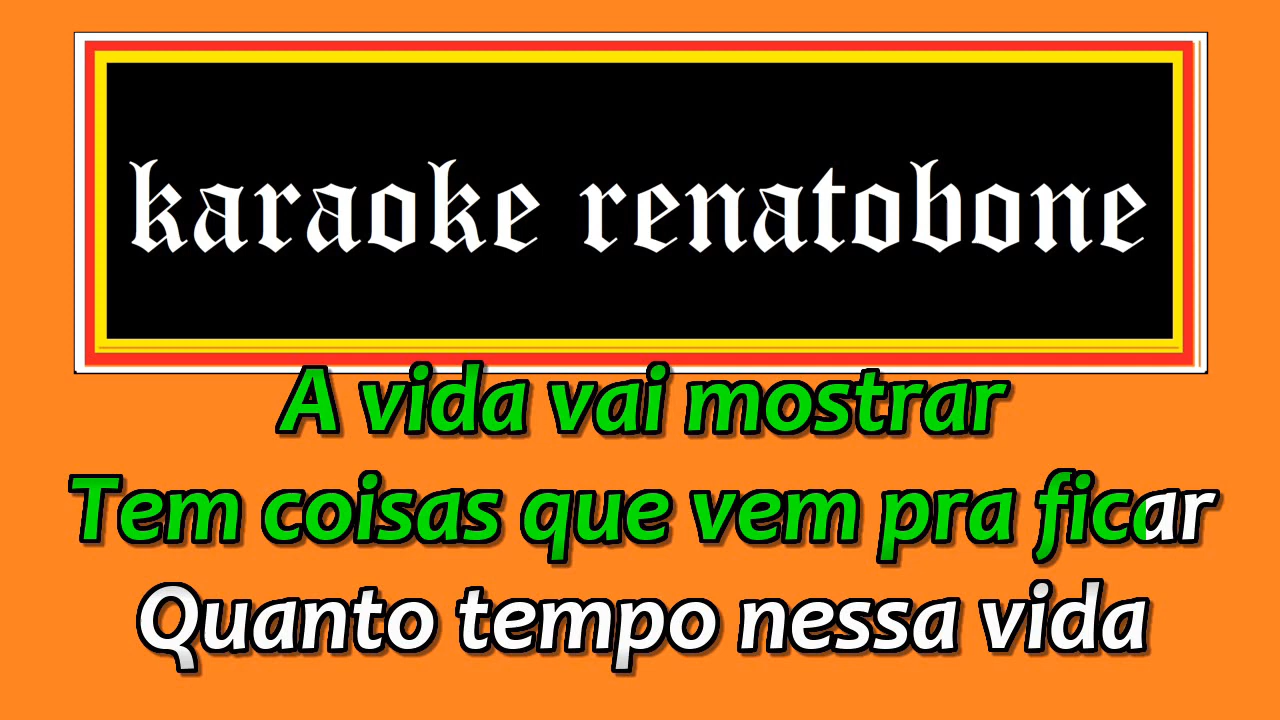 karaoke renatobone
A vida vai mostrar
Tem coisas que vem pra ficar
Quanto tempo nessa vida